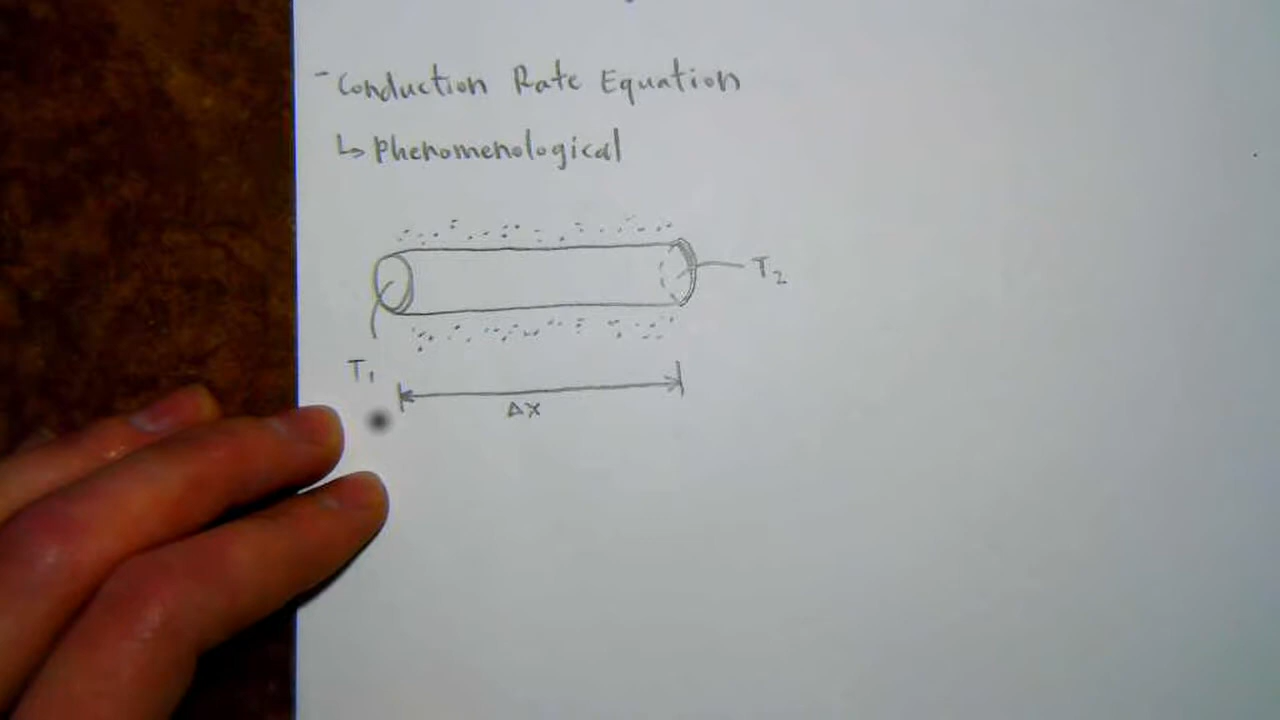 - Conduction Rate Equation
↳ Phenomenological
T₂
T₁
Δx